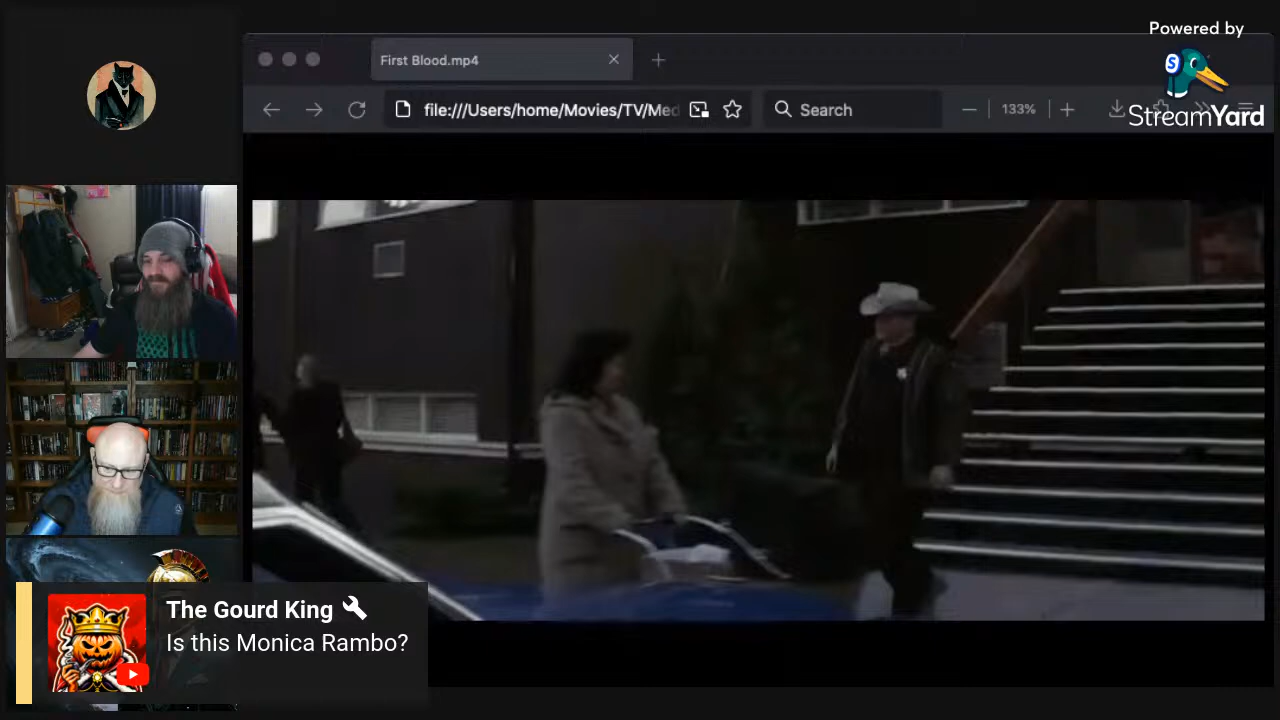 Powered by
StreamYard
First Blood.mp4
file:///Users/home/Movies/TV/Med
Search
133%
The Gourd King
Is this Monica Rambo?